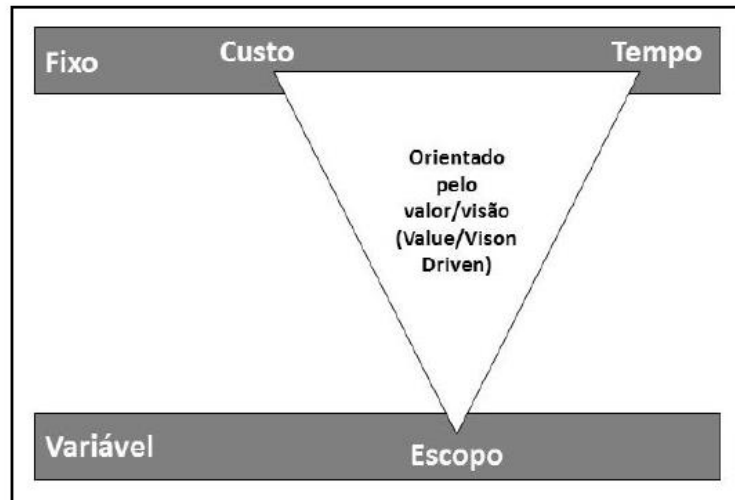 Fixo
Custo
Tempo
Orientado
pelo
valor/visão
(Value/Vison
Driven)
Variável
Escopo